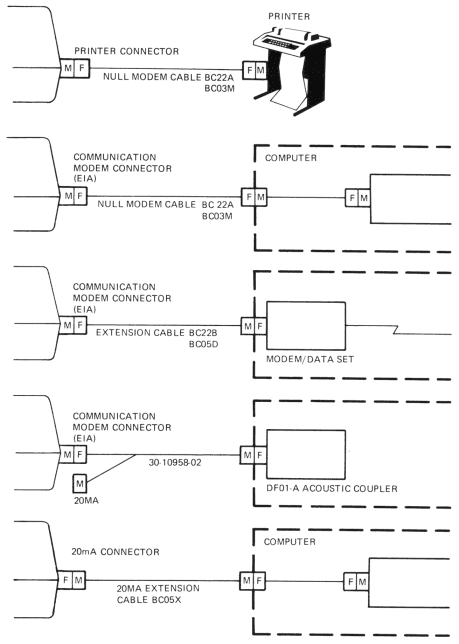 PRINTER
PRINTER CONNECTOR
M F
F M
NULL MODEM CABLE BC22A
BC03M
COMMUNICATION
MODEM CONNECTOR
(EIA)
COMPUTER
M F
F M
F M
NULL MODEM CABLE BC 22A
BC03M
COMMUNICATION
MODEM CONNECTOR
(EIA)
M F
M F
EXTENSION CABLE BC22B
BC05D
MODEM/DATA SET
COMMUNICATION
MODEM CONNECTOR
(EIA)
M F
M F
30-10958-02
M
20MA
DF01-A ACOUSTIC COUPLER
COMPUTER
20mA CONNECTOR
F M
M F
F M
20MA EXTENSION
CABLE BC05X